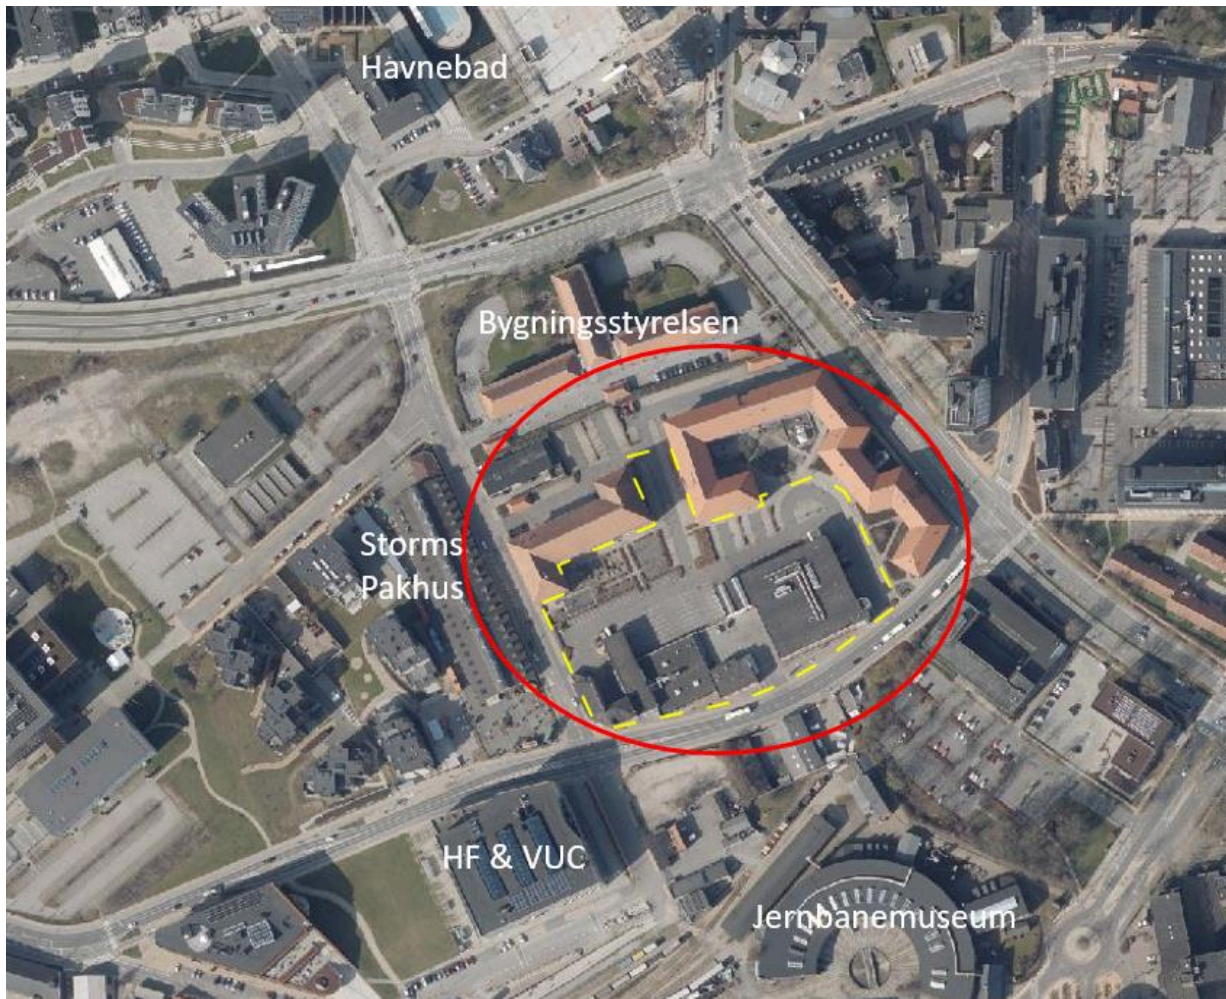 Havnebad
Bygningsstyrelsen
Storms
Pakhus
HF & VUC
Jernbanemuseum